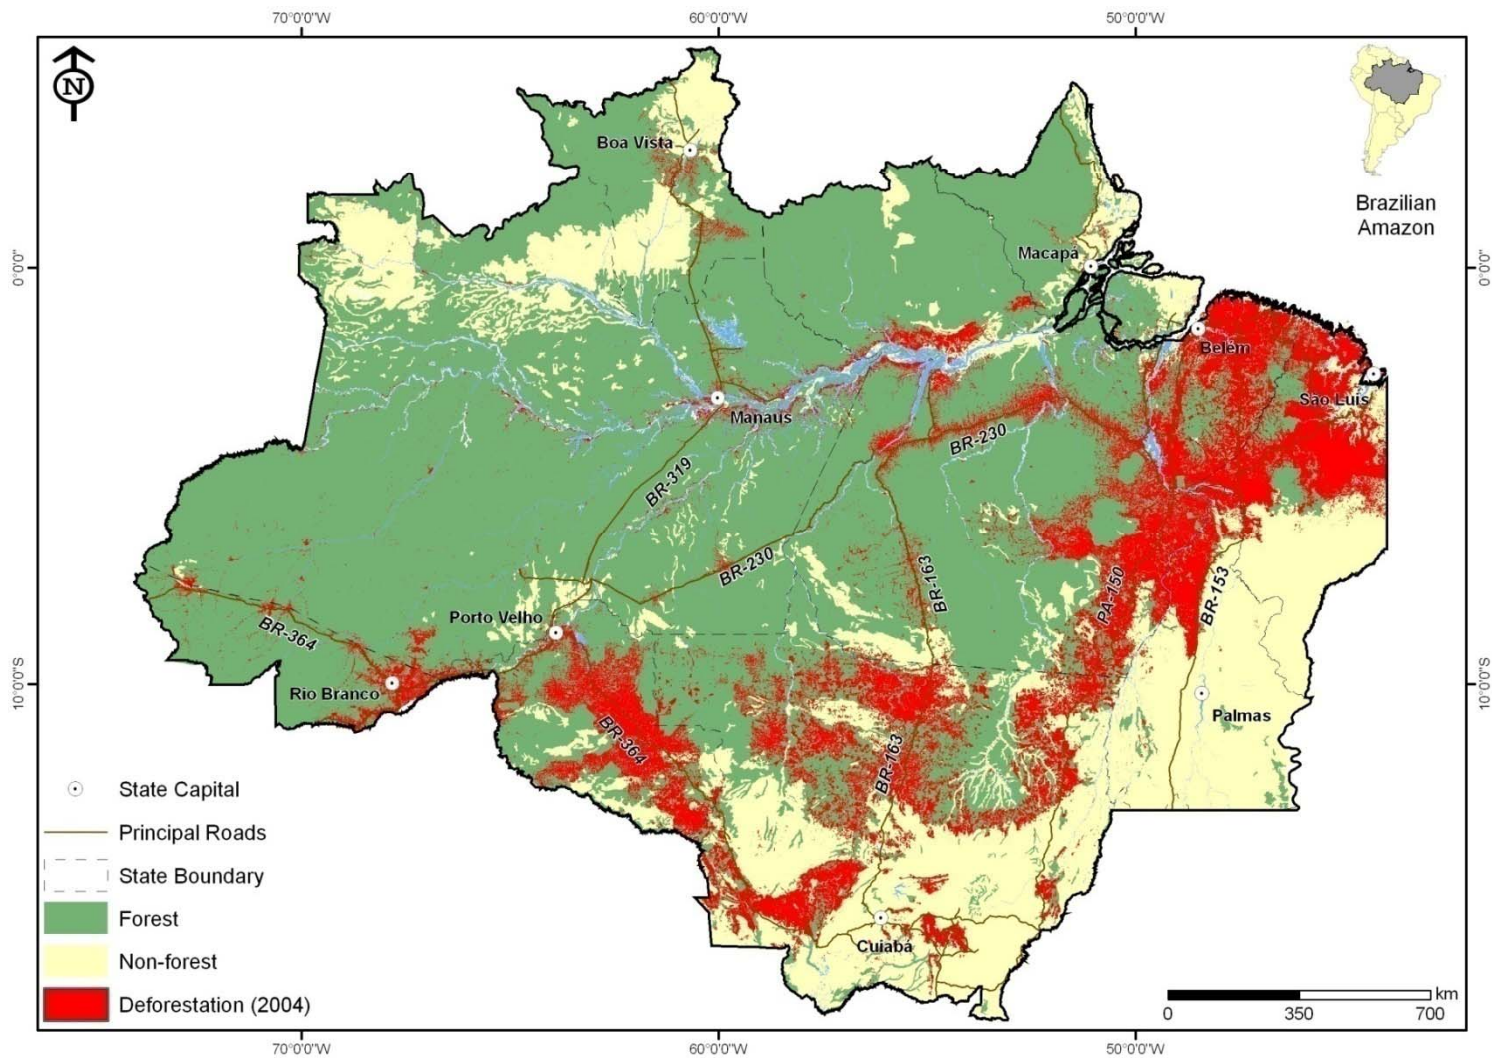 70°0'0"W
60°0'0"W
50°0'0"W
N
Boa Vista
Brazilian
Amazon
Macapá
0°0'0"
0°0'0"
Belém
São Luís
Manaus
BR-230
BR-319
BR-230
BR-163
PA-150
BR-153
Porto Velho
BR-364
Rio Branco
10°0'0"S
10°0'0"S
Palmas
BR-364
BR-163
Cuiabá
State Capital
Principal Roads
State Boundary
Forest
Non-forest
Deforestation (2004)
km
0 350 700
70°0'0"W
60°0'0"W
50°0'0"W